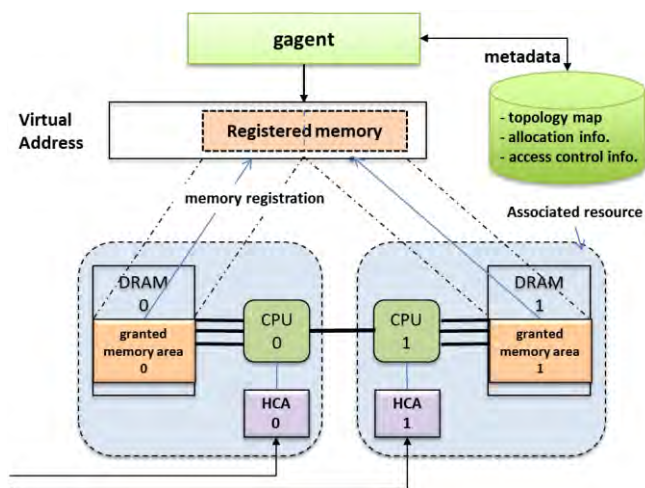 gagent
metadata
Virtual
Address
Registered memory
- topology map
- allocation info.
- access control info.
memory registration
Associated resource
DRAM
0
granted
memory area
0
CPU
0
HCA
0
CPU
1
HCA
1
DRAM
1
granted
memory area
1